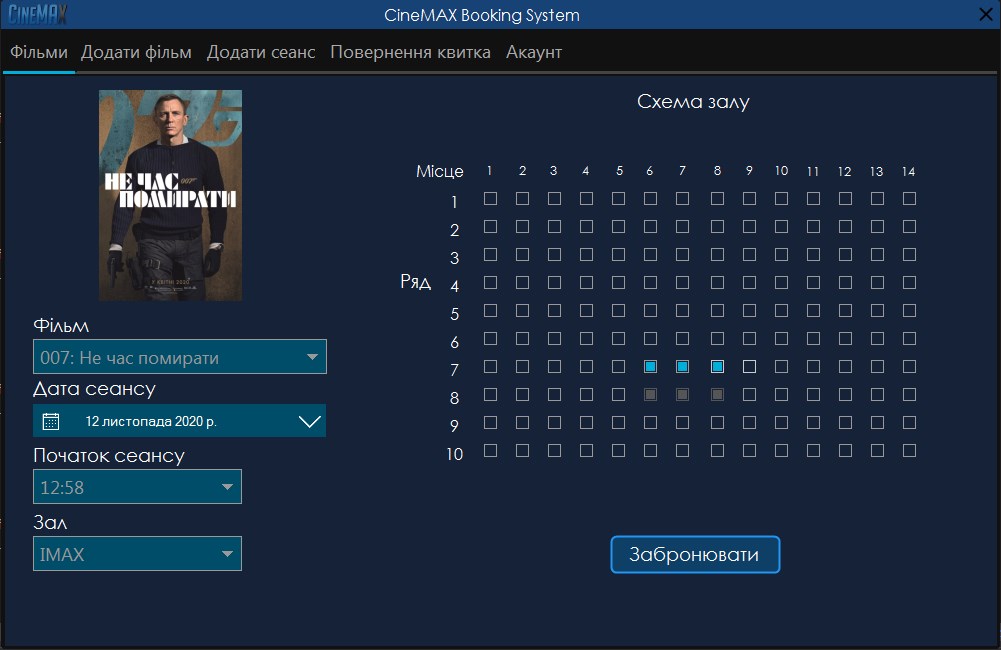 CINEMAX
CineMAX Booking System
Фільми Додати фільм Додати сеанс Повернення квитка Акаунт
007
НЕ ЧАС 007
ПОМИРАТИ
У КВІТНІ 2020
Схема залу
Місце 1 2 3 4 5 6 7 8 9 10 11 12 13 14
1
2
3
Ряд 4
5
6
7
8
9
10
Фільм
007: Не час помирати
Дата сеансу
12 листопада 2020 р.
Початок сеансу
12:58
Зал
IMAX
Забронювати